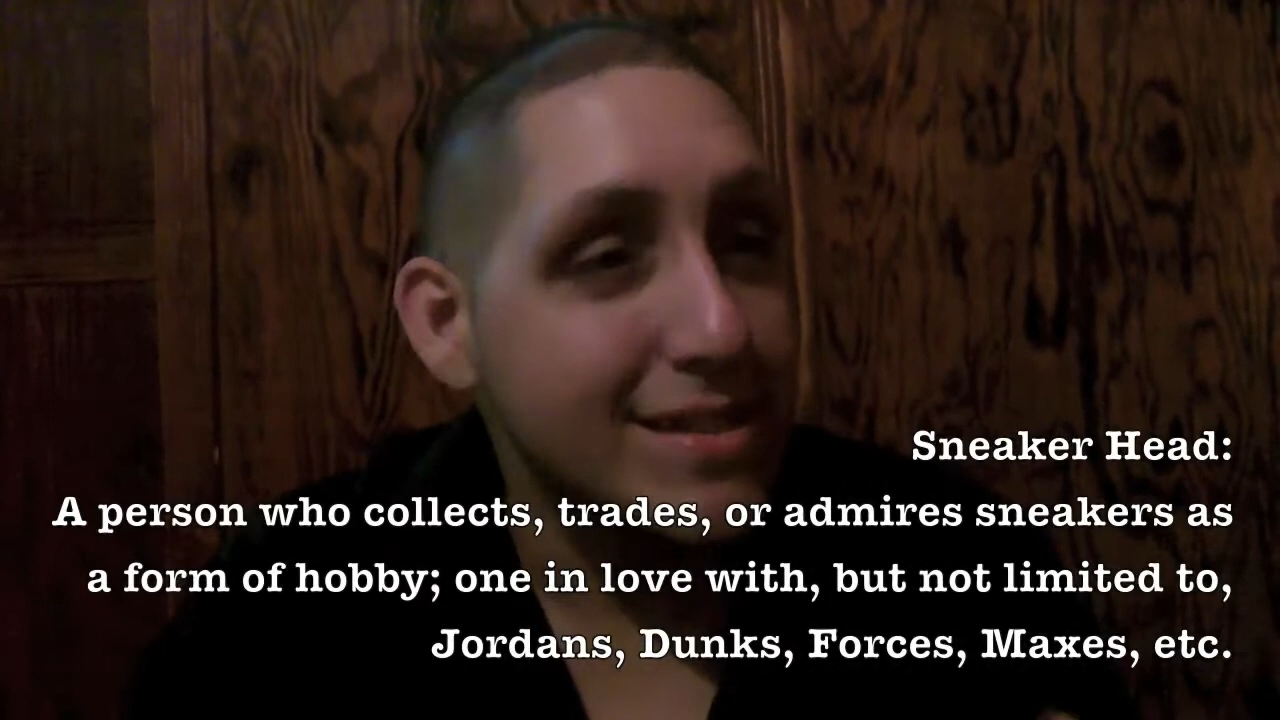 Sneaker Head:
A person who collects, trades, or admires sneakers as
a form of hobby; one in love with, but not limited to,
Jordans, Dunks, Forces, Maxes, etc.